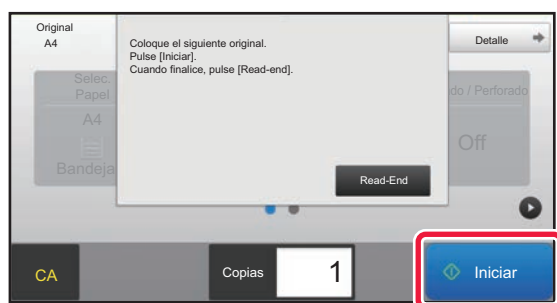 Original
A4
Coloque el siguiente original.
Pulse [Iniciar].
Cuando finalice, pulse [Read-end].
Detalle
Selec.
Papel
A4
Bandeja
do / Perforado
Off
Read-End
CA
Copias
1
Iniciar